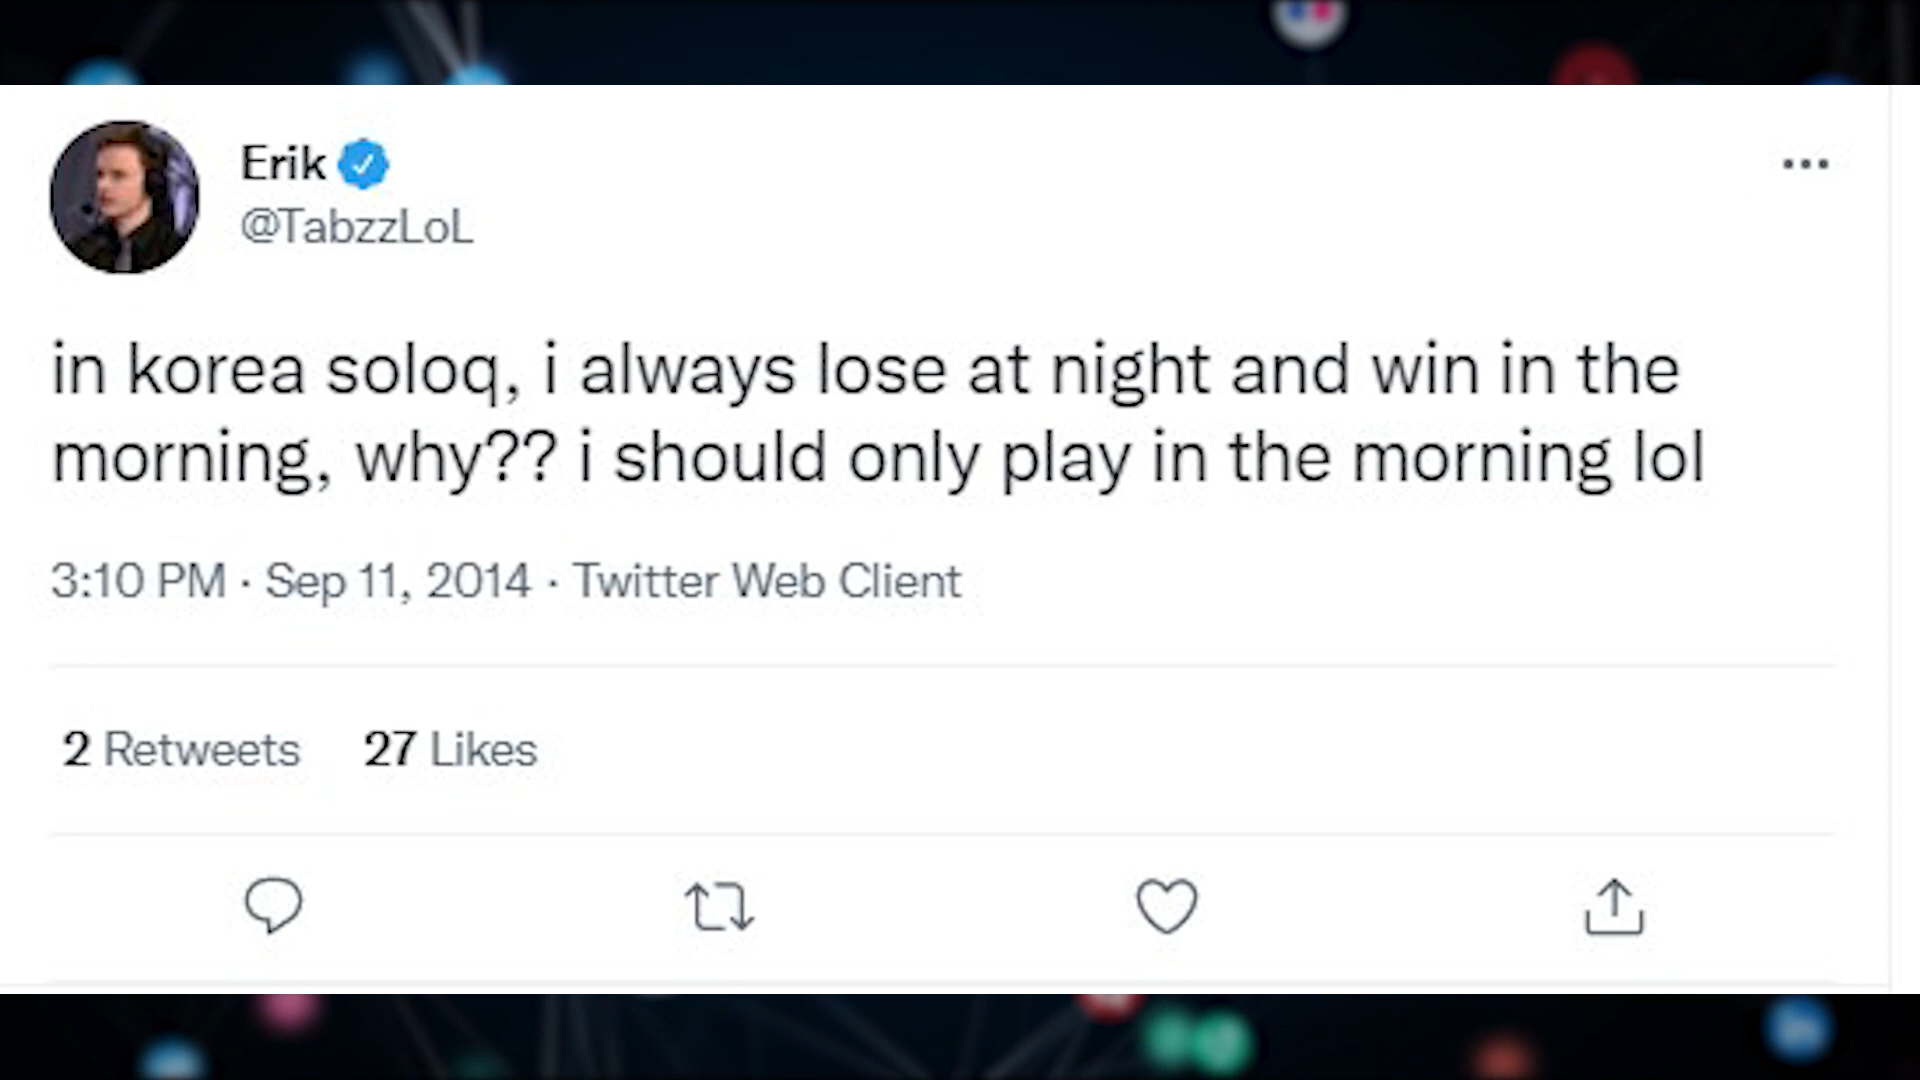 Erik
@TabzzLoL
in korea soloq, i always lose at night and win in the
morning, why?? i should only play in the morning lol
3:10 PM · Sep 11, 2014 · Twitter Web Client
2 Retweets 27 Likes
in